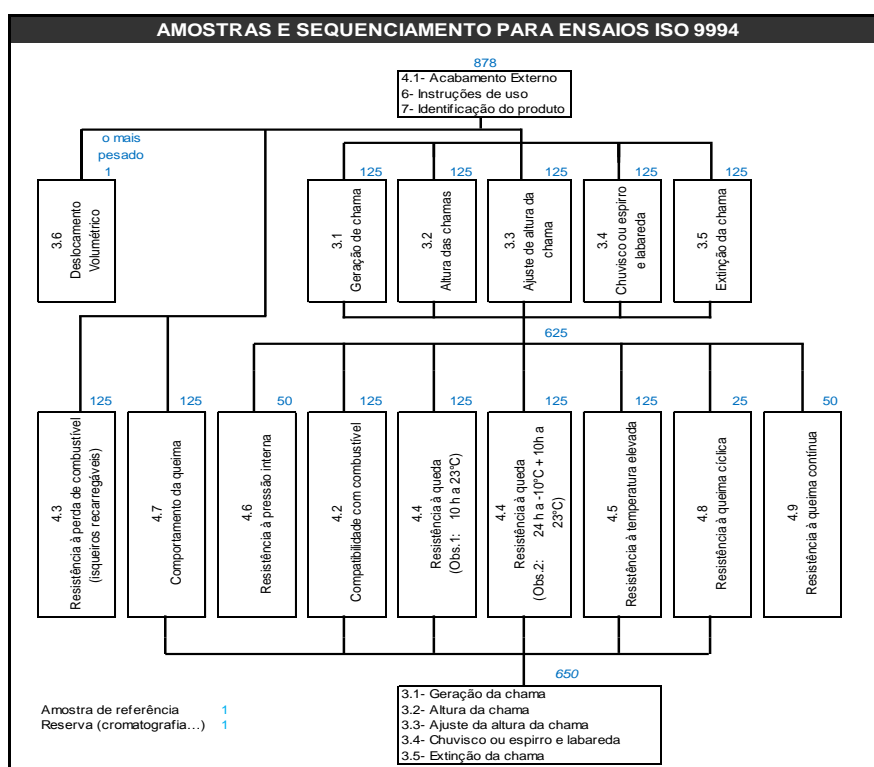 AMOSTRAS E SEQUENCIAMENTO PARA ENSAIOS ISO 9994
878
4.1- Acabamento Externo
6- Instruções de uso
7- Identificação do produto
o mais
pesado
1
3.6
Deslocamento
Volumétrico
125
3.1
Geração de chama
125
3.2
Altura das chamas
125
3.3
Ajuste de altura da
chama
125
3.4
Chuvisco ou espirro
e labareda
125
3.5
Extinção da chama
625
125
4.3
Resistência à perda de combustível
(isqueiros recarregáveis)
125
4.7
Comportamento da queima
50
4.6
Resistência à pressão interna
125
4.2
Compatibilidade com combustível
125
4.4
Resistência à queda
(Obs.1: 10 h a 23ºC)
125
4.4
Resistência à queda
(Obs.2: 24 h a -10ºC + 10h a
23ºC)
125
4.5
Resistência à temperatura elevada
25
4.8
Resistência à queima cíclica
50
4.9
Resistência à queima contínua
650
3.1- Geração da chama
3.2- Altura da chama
3.3- Ajuste da altura da chama
3.4- Chuvisco ou espirro e labareda
3.5- Extinção da chama
Amostra de referência 1
Reserva (cromatografia...) 1